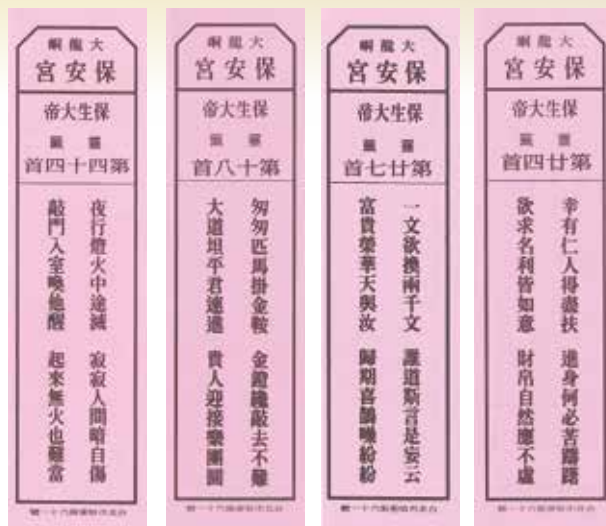 大龍峒
保安宮
保生大帝
靈籤
第四十四首
夜行燈火中途滅 寂寂人間暗自傷
敲門入室喚他醒 起來無火也難當
大龍峒
保安宮
保生大帝
靈籤
第十八首
匆匆匹馬掛金鞍 金鐙纔敲去不難
大道坦平君速進 貴人迎接樂團圓
大龍峒
保安宮
保生大帝
靈籤
第廿七首
一文欲換兩千文 誰道斯言是妄云
富貴榮華天與汝 歸期喜鵲噪紛紛
大龍峒
保安宮
保生大帝
靈籤
第廿四首
幸有仁人得盡扶 進身何必苦躊躇
欲求名利皆如意 財帛自然應不虛